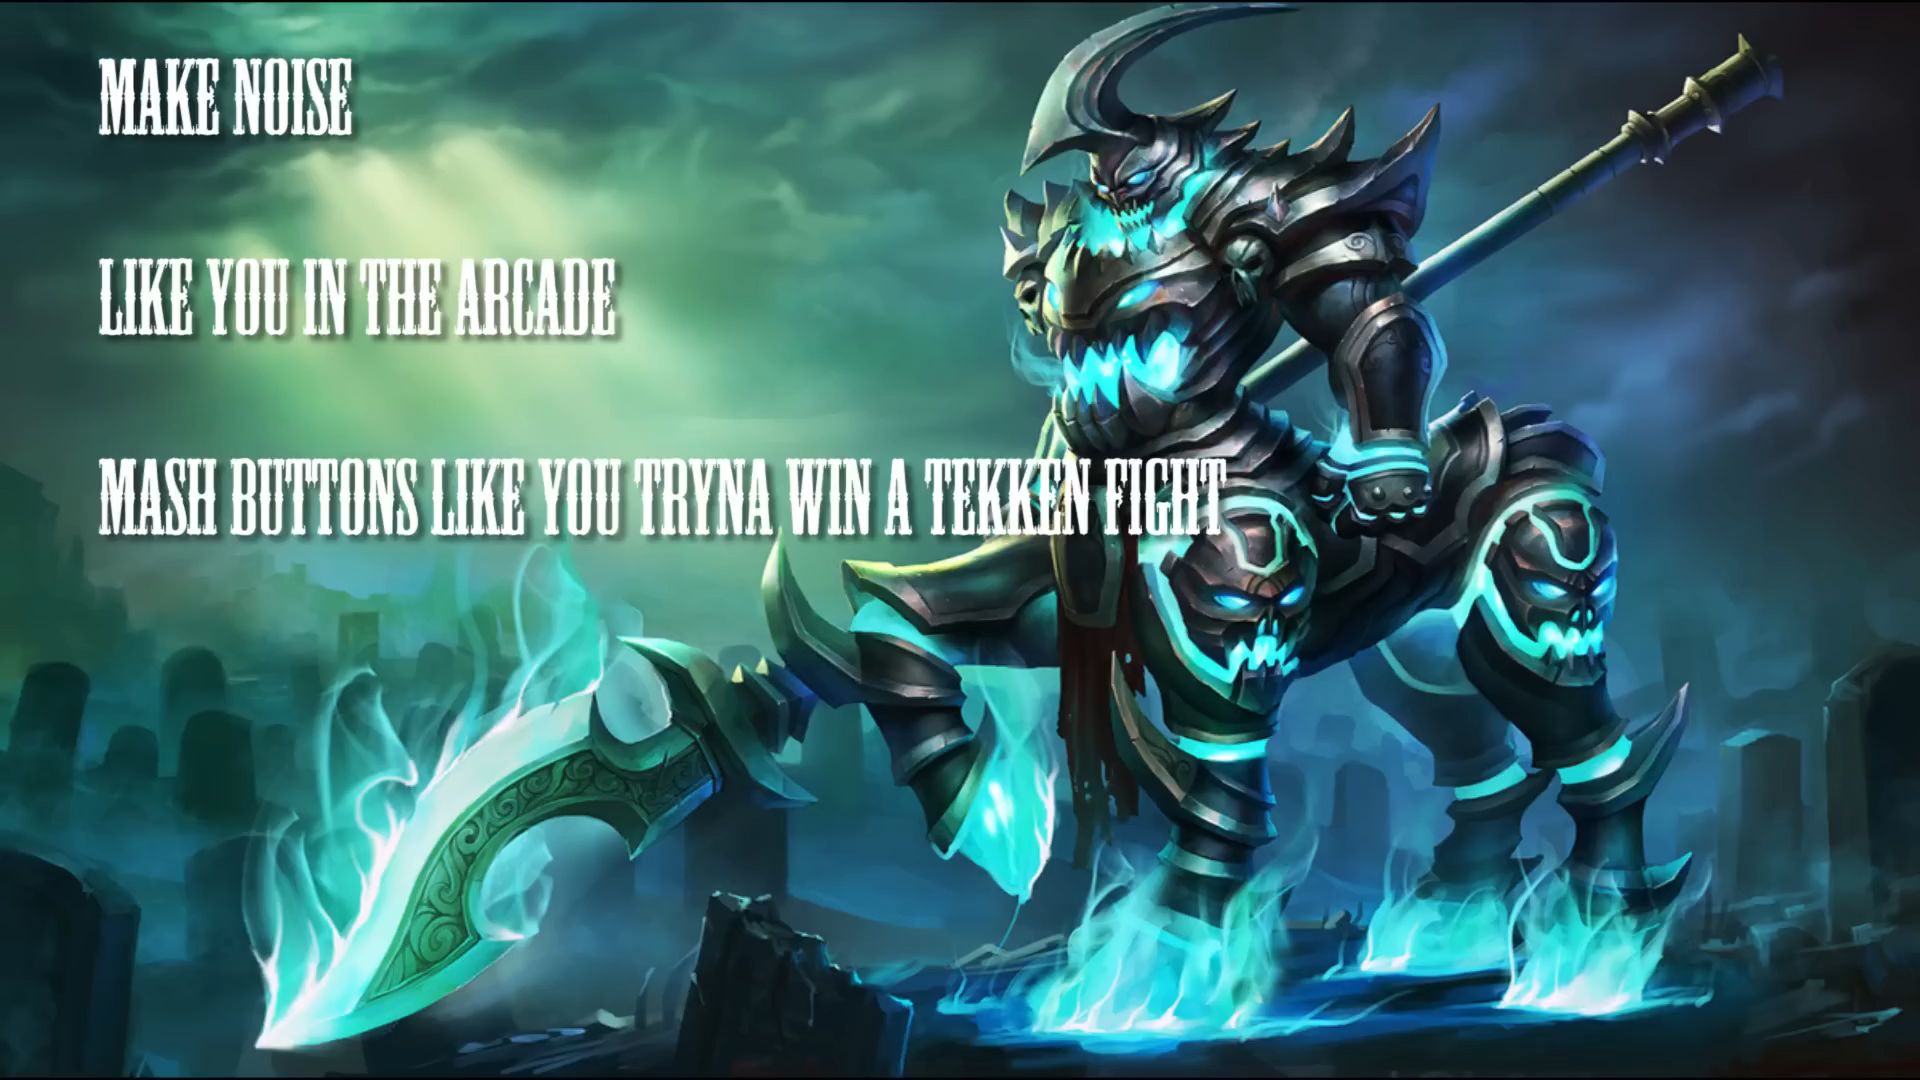 MAKE NOISE
LIKE YOU IN THE ARCADE
MASH BUTTONS LIKE YOU TRYNA WIN A TEKKEN FIGHT